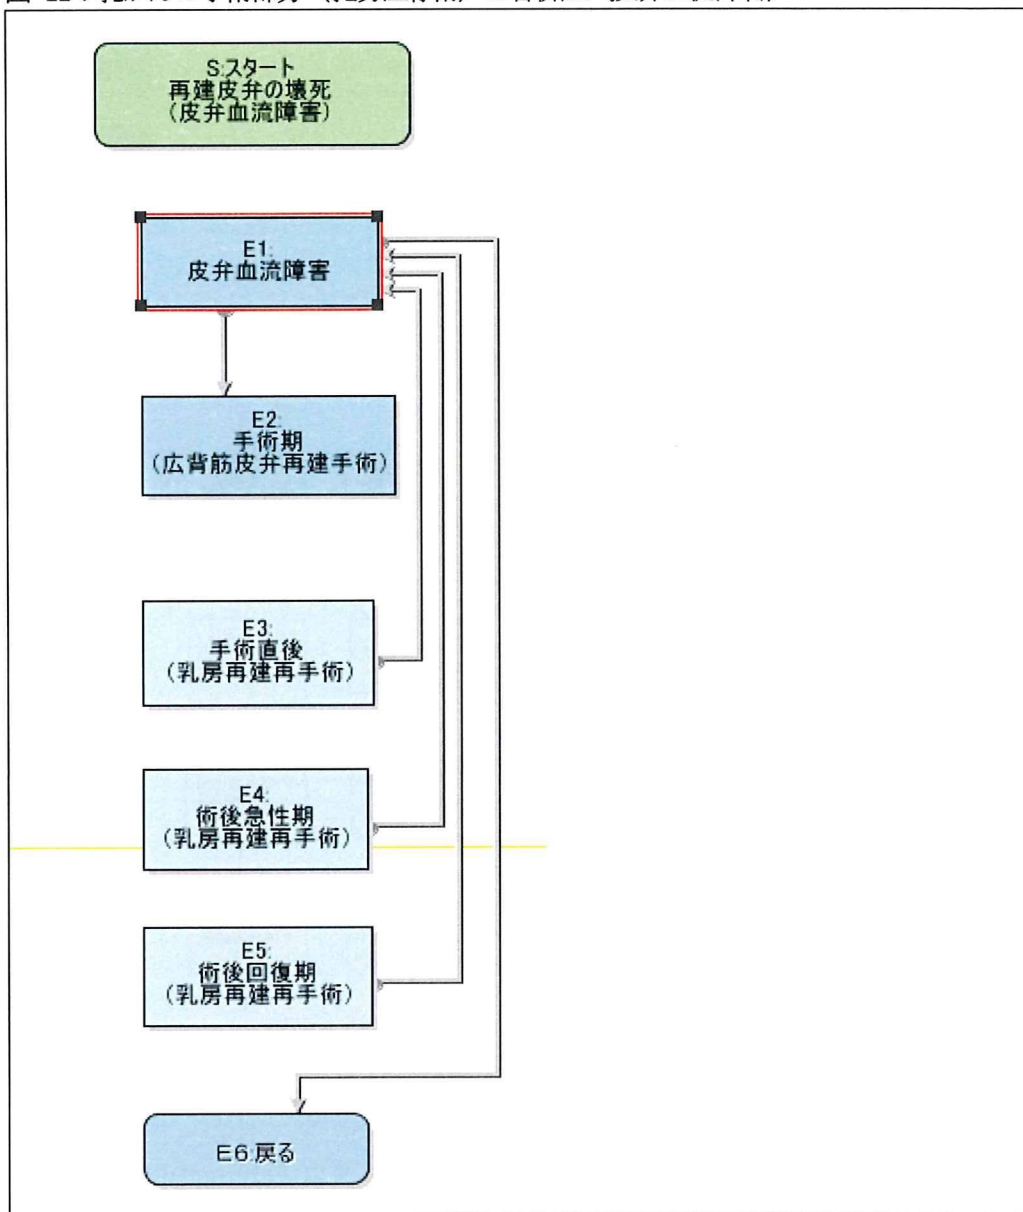 S:スタート
再建皮弁の壊死
(皮弁血流障害)
E1:
皮弁血流障害
E2:
手術期
(広背筋皮弁再建手術)
E3:
手術直後
(乳房再建再手術)
E4:
術後急性期
(乳房再建再手術)
E5:
術後回復期
(乳房再建再手術)
E6:戻る